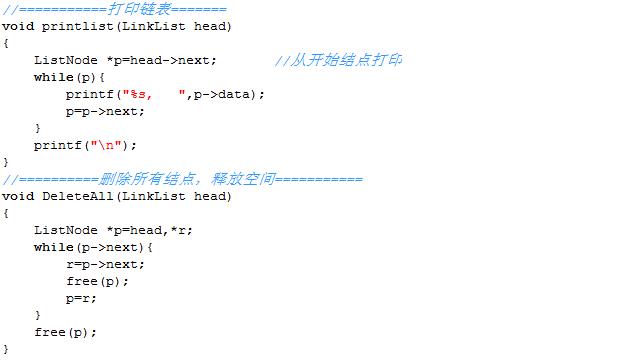 //===========打印链表=======
void printlist(LinkList head)
{
    ListNode *p=head->next;       //从开始结点打印
    while(p){
        printf("%s,   ",p->data);
        p=p->next;
    }
    printf("\n");
}
//==========删除所有结点，释放空间===========
void DeleteAll(LinkList head)
{
    ListNode *p=head,*r;
    while(p->next){
        r=p->next;
        free(p);
        p=r;
    }
    free(p);
}